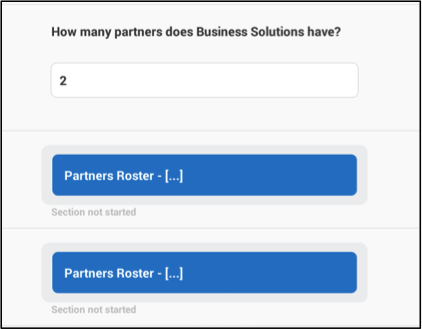 How many partners does Business Solutions have?
2
Partners Roster - [...]
Section not started
Partners Roster - [...]
Section not started